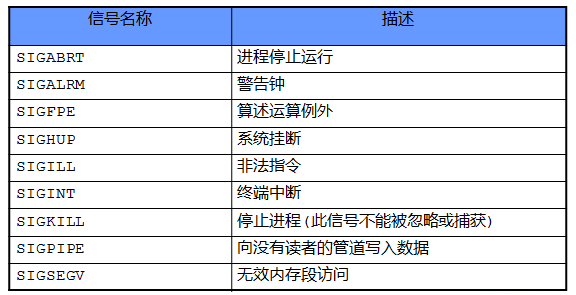 信号名称 描述
SIGABRT 进程停止运行
SIGALRM 警告钟
SIGFPE 算述运算例外
SIGHUP 系统挂断
SIGILL 非法指令
SIGINT 终端中断
SIGKILL 停止进程(此信号不能被忽略或捕获)
SIGPIPE 向没有读者的管道写入数据
SIGSEGV 无效内存段访问